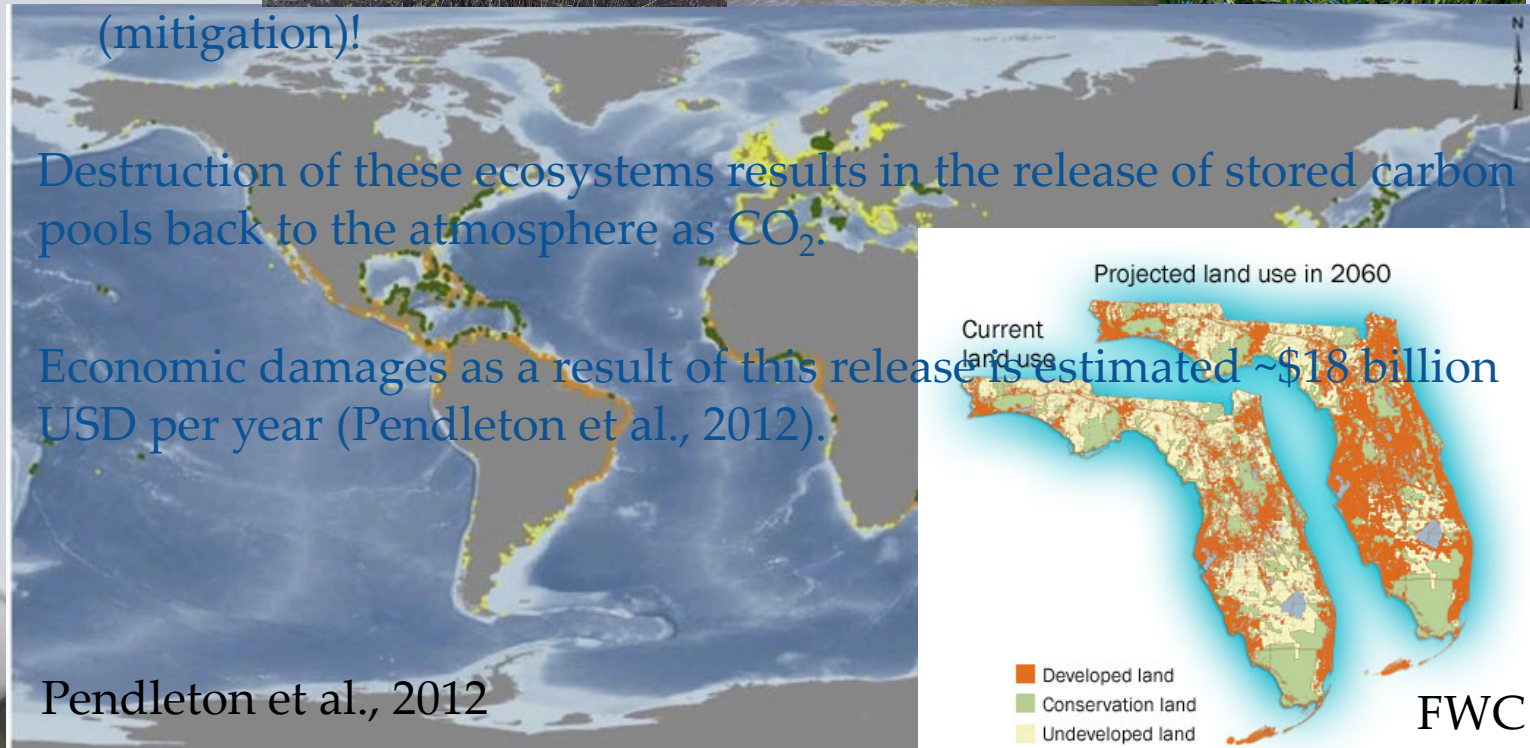 (mitigation)!
N
Destruction of these ecosystems results in the release of stored carbon
pools back to the atmosphere as CO₂.
Projected land use in 2060
Current
land use
Economic damages as a result of this release is estimated ~$18 billion
USD per year (Pendleton et al., 2012).
Developed land
Conservation land
Undeveloped land
Pendleton et al., 2012
FWC